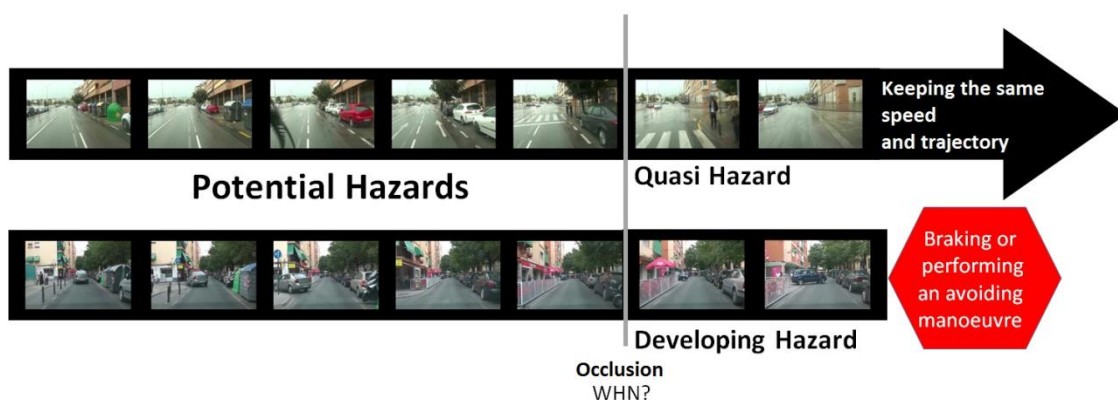 Keeping the same
speed
and trajectory
Potential Hazards
Quasi Hazard
Braking or
performing
an avoiding
manoeuvre
Developing Hazard
Occlusion
WHN?